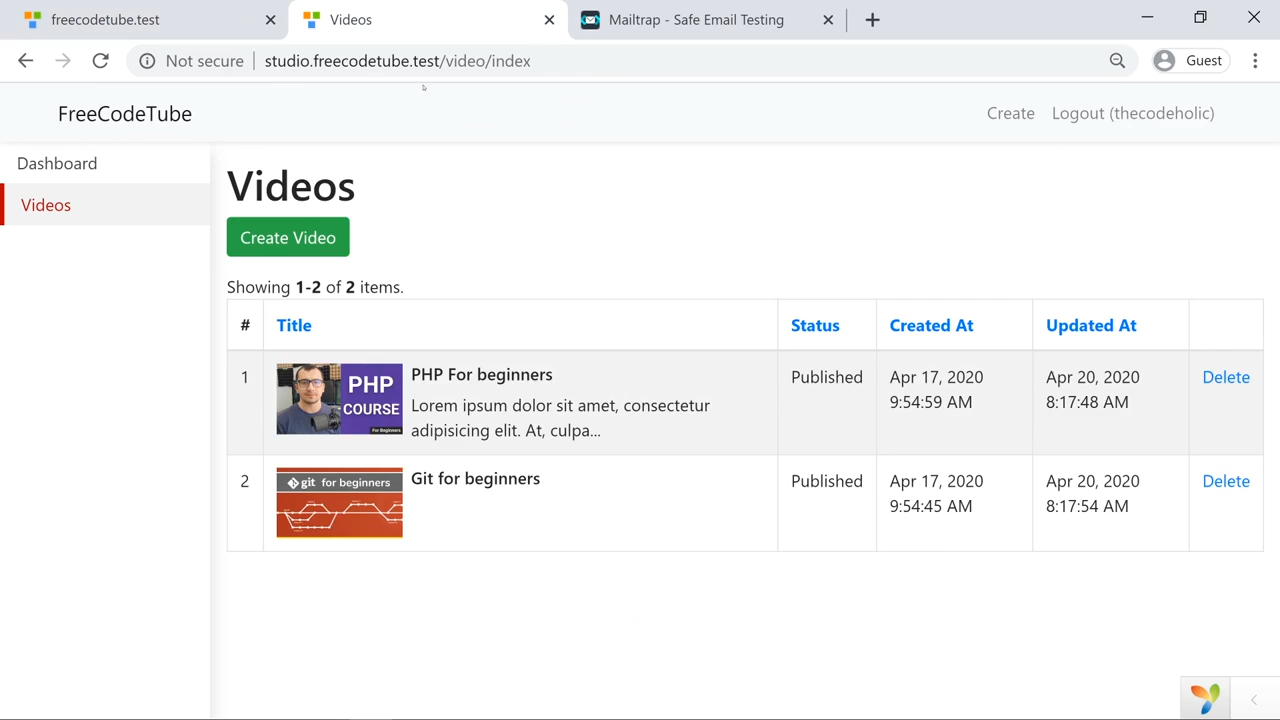 freecodetube.test
Videos
Mailtrap - Safe Email Testing
Not secure
studio.freecodetube.test/video/index
Guest
FreeCodeTube
Create
Logout (thecodeholic)
Dashboard
Videos
Videos
Create Video
Showing 1-2 of 2 items.
# Title Status Created At Updated At
1
PHP
COURSE
For Beginners
PHP For beginners
Lorem ipsum dolor sit amet, consectetur
adipisicing elit. At, culpa...
Published
Apr 17, 2020
9:54:59 AM
Apr 20, 2020
8:17:48 AM
Delete
2
git for beginners
Git for beginners
Published
Apr 17, 2020
9:54:45 AM
Apr 20, 2020
8:17:54 AM
Delete